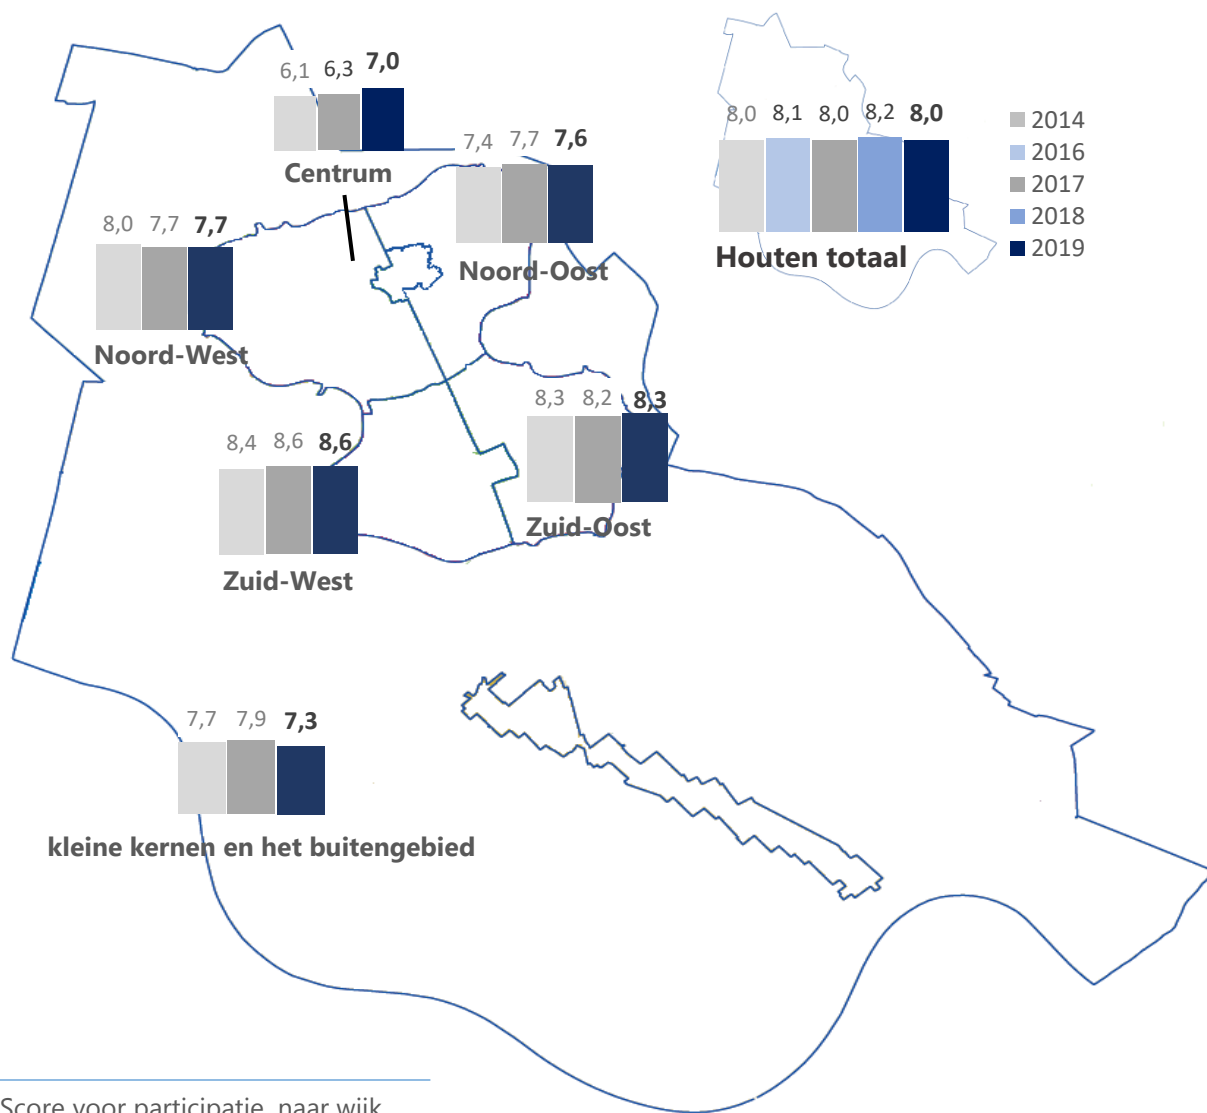 6,1 6,3 7,0
Centrum
7,4 7,7 7,6
Noord-Oost
8,0 8,1 8,0 8,2 8,0
Houten totaal
2014
2016
2017
2018
2019
8,0 7,7 7,7
Noord-West
8,3 8,2 8,3
Zuid-Oost
8,4 8,6 8,6
Zuid-West
7,7 7,9 7,3
kleine kernen en het buitengebied
Score voor participatie, naar wijk